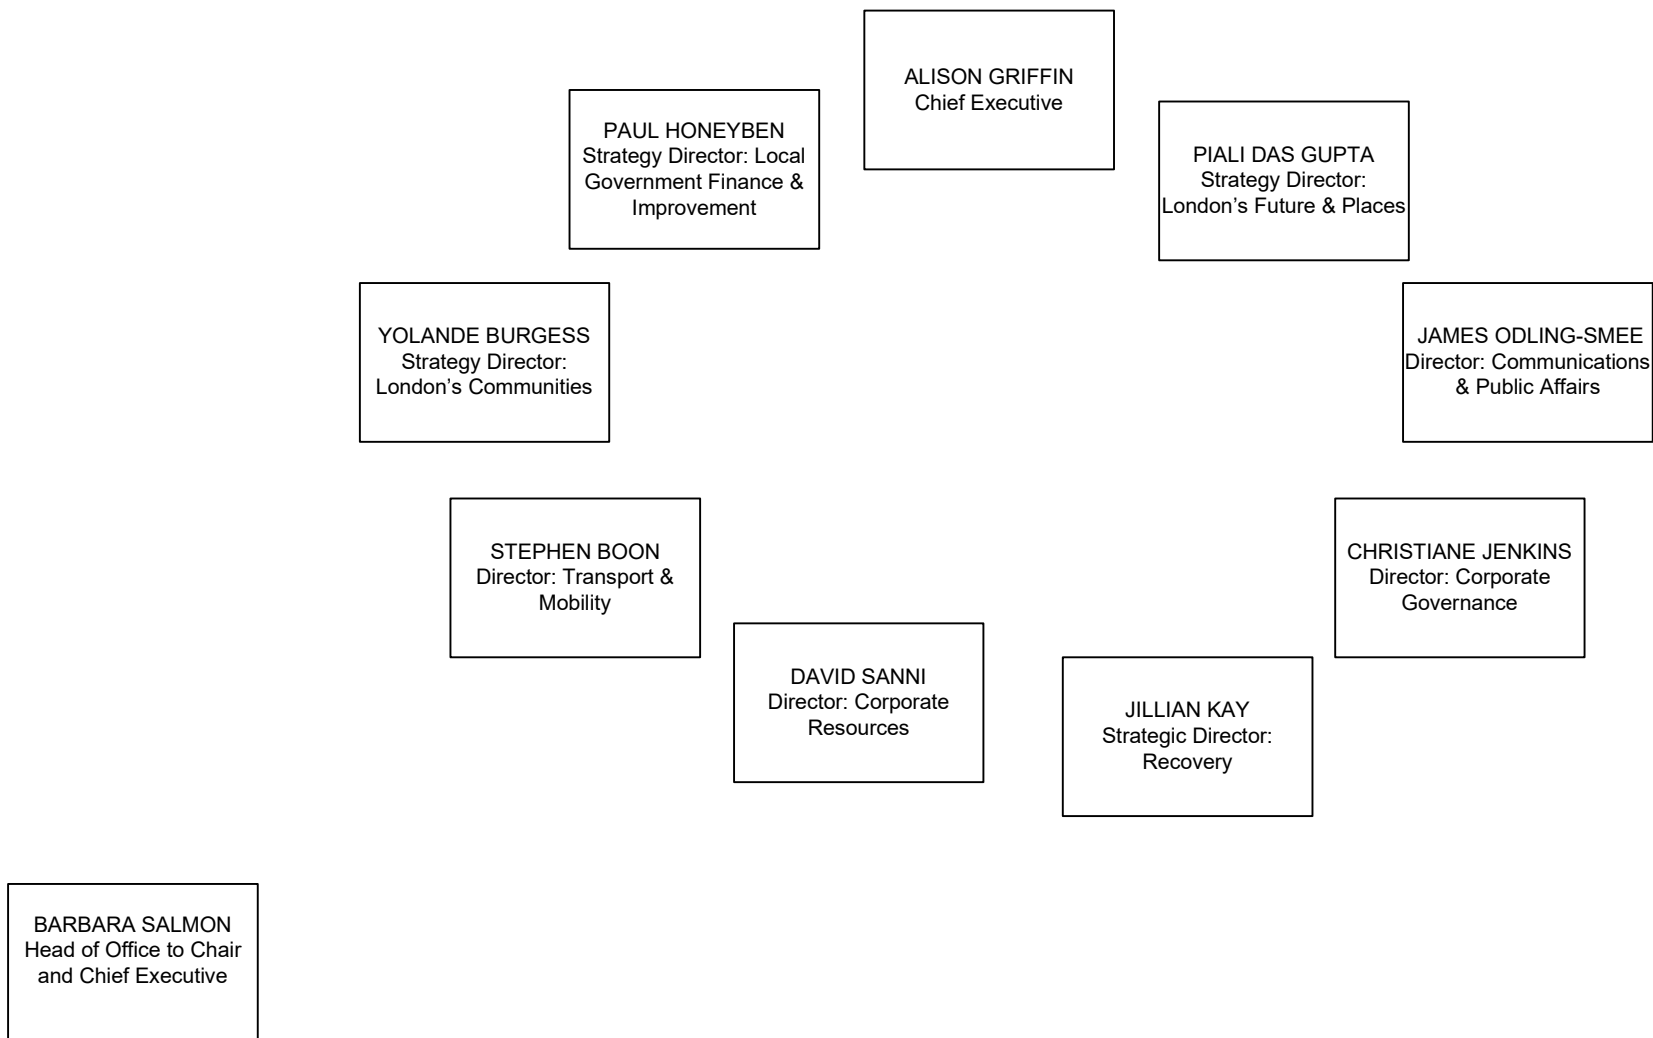 ALISON GRIFFIN
Chief Executive
PAUL HONEYBEN
Strategy Director: Local
Government Finance &
Improvement
PIALI DAS GUPTA
Strategy Director:
London’s Future & Places
YOLANDE BURGESS
Strategy Director:
London’s Communities
JAMES ODLING-SMEE
Director: Communications
& Public Affairs
STEPHEN BOON
Director: Transport &
Mobility
CHRISTIANE JENKINS
Director: Corporate
Governance
DAVID SANNI
Director: Corporate
Resources
JILLIAN KAY
Strategic Director:
Recovery
BARBARA SALMON
Head of Office to Chair
and Chief Executive